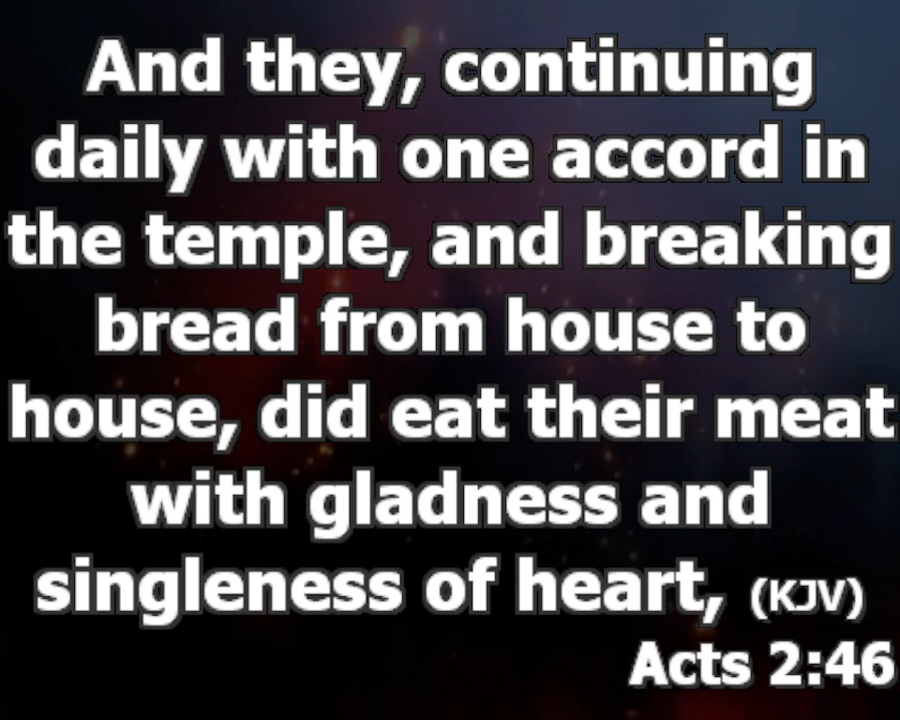 And they, continuing
daily with one accord in
the temple, and breaking
bread from house to
house, did eat their meat
with gladness and
singleness of heart, (KJV)
Acts 2:46